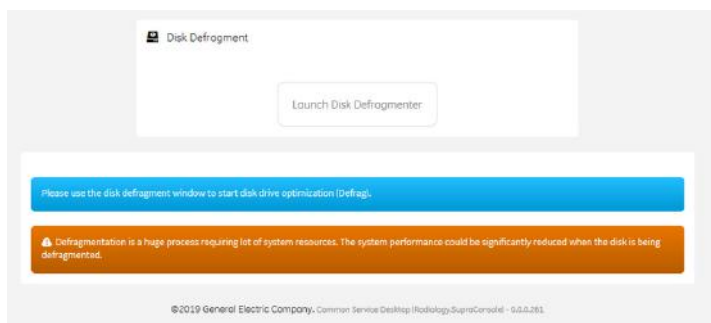 Disk Defragment
Launch Disk Defragmenter
Please use the disk defragment window to start disk drive optimization (Defrag).
Defragmentation is a huge process requiring lot of system resources. The system performance could be significantly reduced when the disk is being
defragmented.
©2019 General Electric Company. Common Service Desktop (Radiology.SupraConsole) - 0.0.0.261